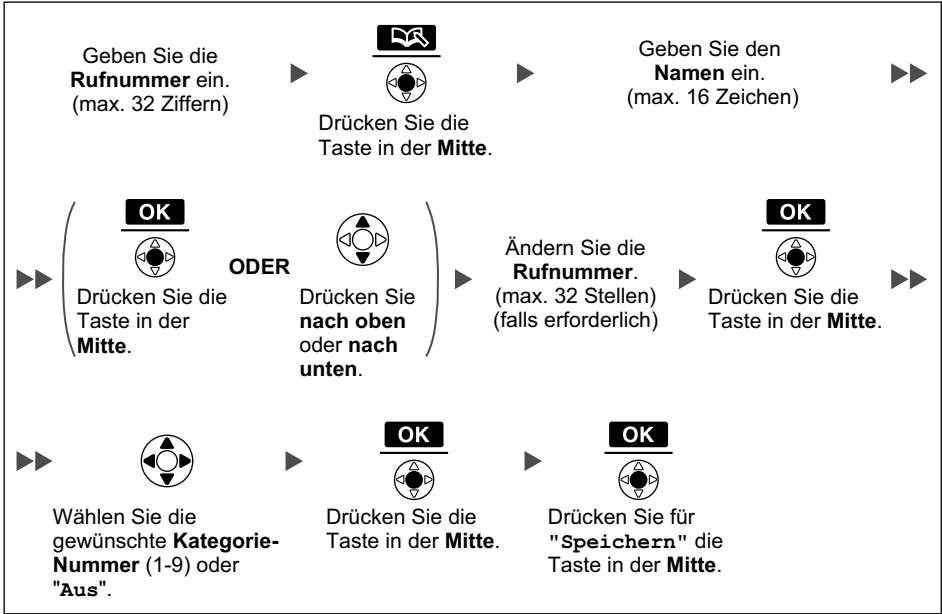 Geben Sie die
Rufnummer ein.
(max. 32 Ziffern)
Drücken Sie die
Taste in der Mitte.
Geben Sie den
Namen ein.
(max. 16 Zeichen)
OK
Drücken Sie die
Taste in der
Mitte.
ODER
Drücken Sie
nach oben
oder nach
unten.
Ändern Sie die
Rufnummer.
(max. 32 Stellen)
(falls erforderlich)
OK
Drücken Sie die
Taste in der Mitte.
Wählen Sie die
gewünschte Kategorie-
Nummer (1-9) oder
"Aus".
OK
Drücken Sie die
Taste in der Mitte.
OK
Drücken Sie für
"Speichern" die
Taste in der Mitte.